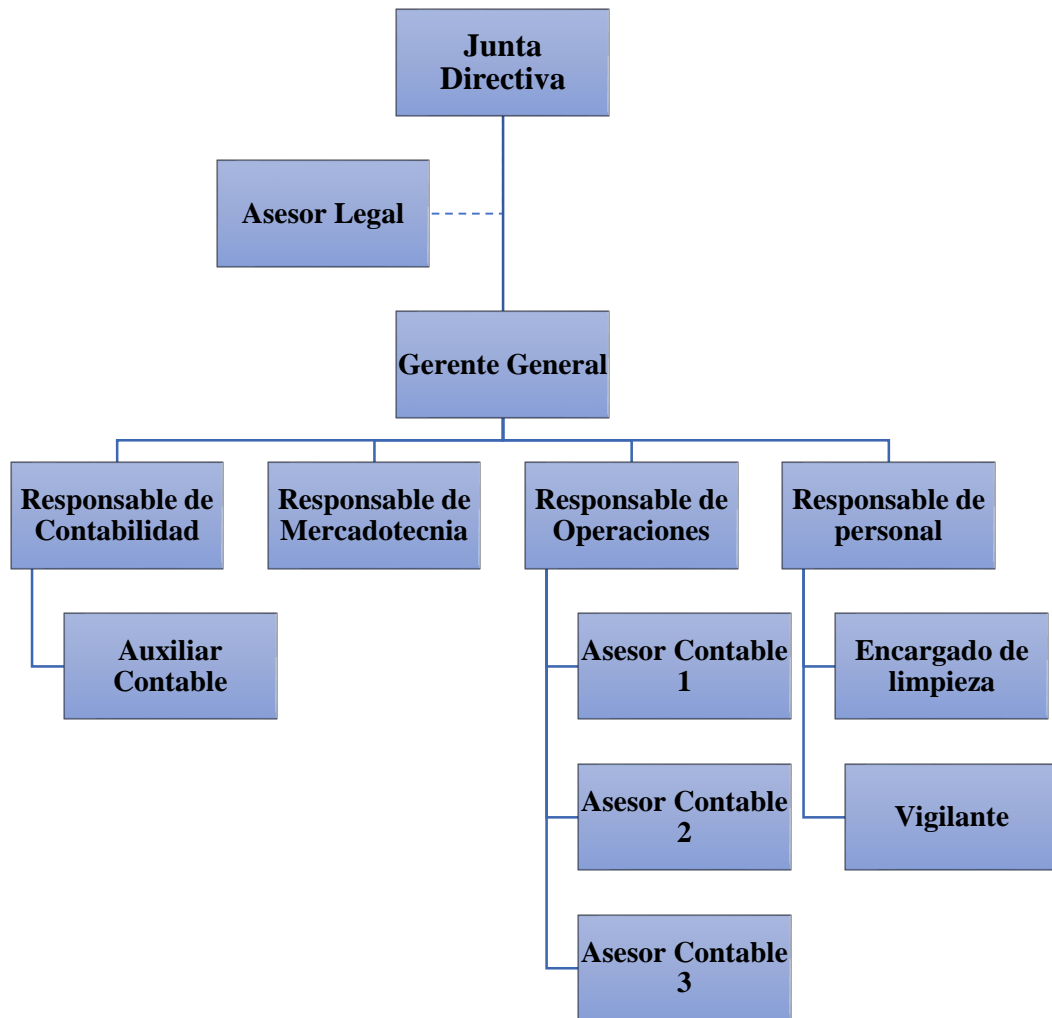 Junta
Directiva
Asesor Legal
Gerente General
Responsable de
Contabilidad
Responsable de
Mercadotecnia
Responsable de
Operaciones
Responsable de
personal
Auxiliar
Contable
Asesor Contable
1
Encargado de
limpieza
Asesor Contable
2
Vigilante
Asesor Contable
3